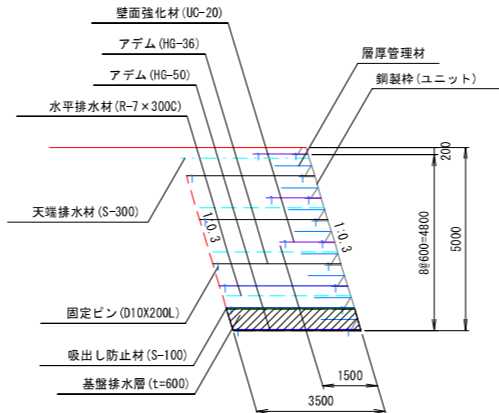 壁面強化材(UC-20)
アデム(HG-36)
アデム(HG-50)
水平排水材(R-7×300C)
天端排水材(S-300)
固定ピン(D10X200L)
吸出し防止材(S-100)
基盤排水層(t=600)
層厚管理材
鋼製枠(ユニット)
1:0.3
1:0.3
200
8@600=4800
5000
1500
3500